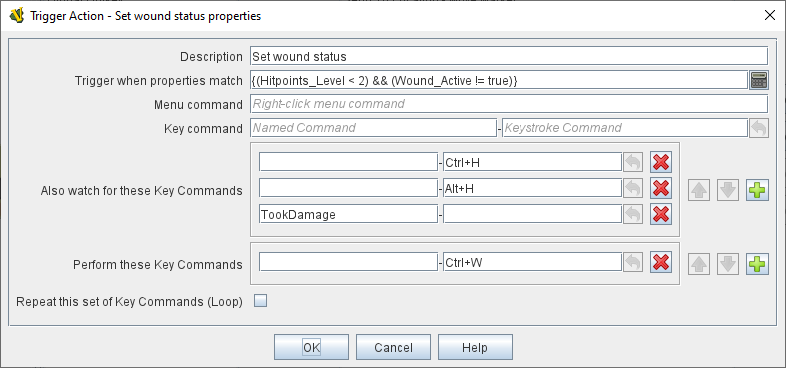 Trigger Action - Set wound status properties
Description Set wound status
Trigger when properties match {(Hitpoints_Level < 2) && (Wound_Active != true)}
Menu command Right-click menu command
Key command Named Command - Keystroke Command
- Ctrl+H
Also watch for these Key Commands - Alt+H
TookDamage -
Perform these Key Commands - Ctrl+W
Repeat this set of Key Commands (Loop)
OK Cancel Help